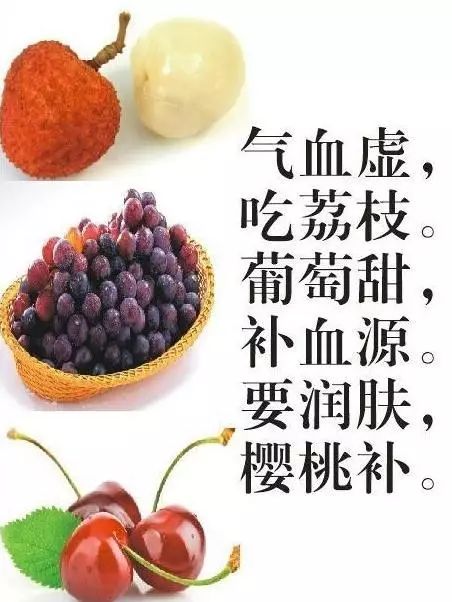 气血虚，
吃荔枝。
葡萄甜，
补血源。
要润肤，
樱桃补。